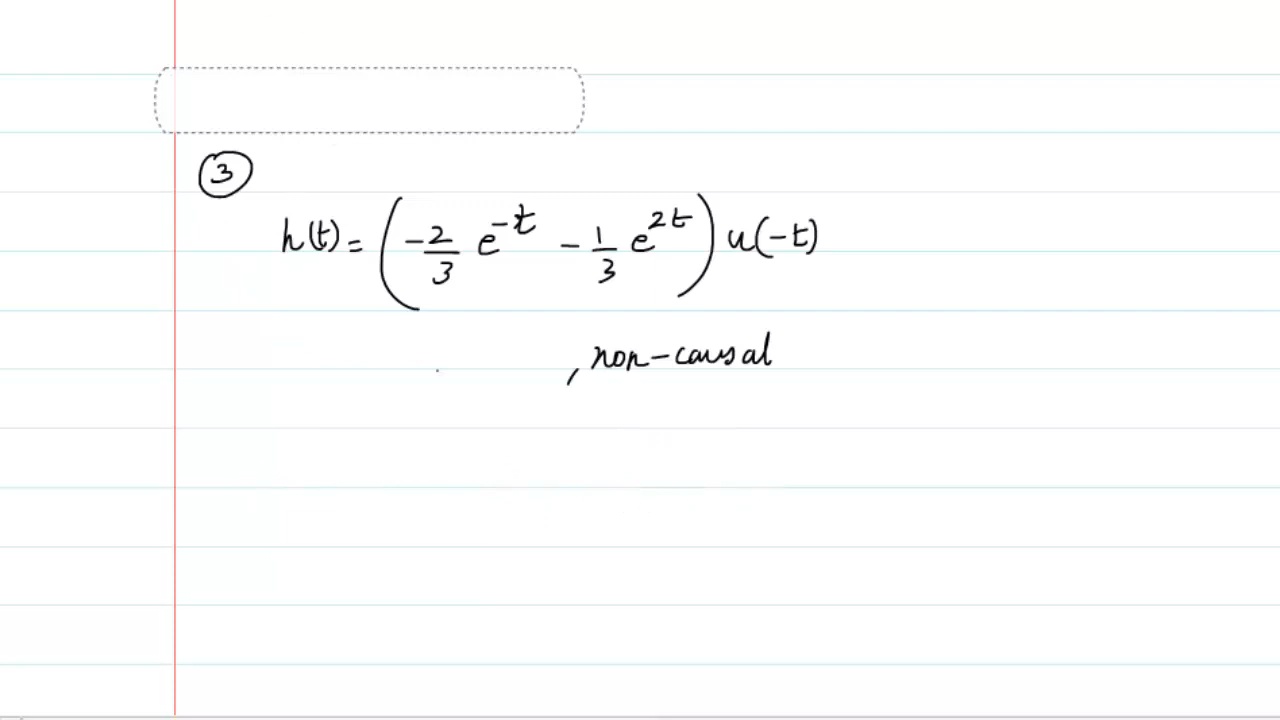 ③
h(t) = (-2/3 e^{-t} - 1/3 e^{2t}) u(-t)
, non-causal